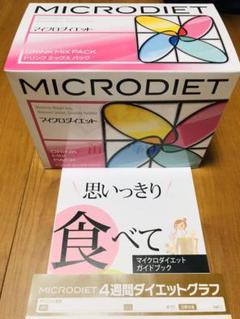 MICRODIET
マイクロダイエット
DRINK MIX PACK
ドリンク ミックス パック
MICRODIET
マイクロダイエット
DRINK
MIX
PACK
思いっきり
食べて
マイクロダイエット
ガイドブック
MICRODIET 4週間ダイエットグラフ